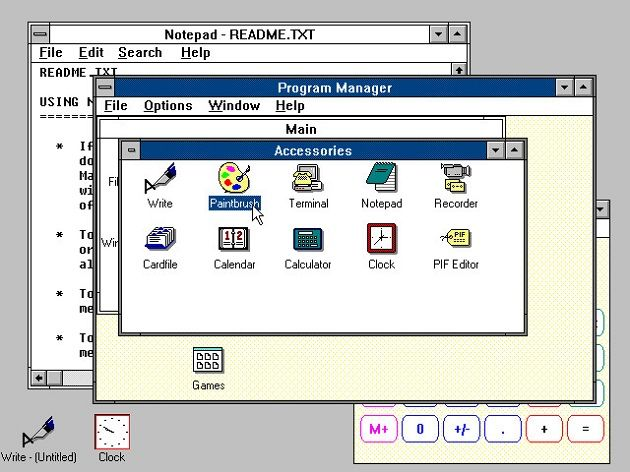 Notepad - README.TXT
File Edit Search Help
README.TXT
USING N
========
* If
do
Ma
wi
of
* To
or
al
* To
me
* To
me
Program Manager
File Options Window Help
Main
Accessories
Write Paintbrush Terminal Notepad Recorder
Cardfile Calendar Calculator Clock PIF Editor
Games
M+ 0 +/- . + =
Write - (Untitled) Clock